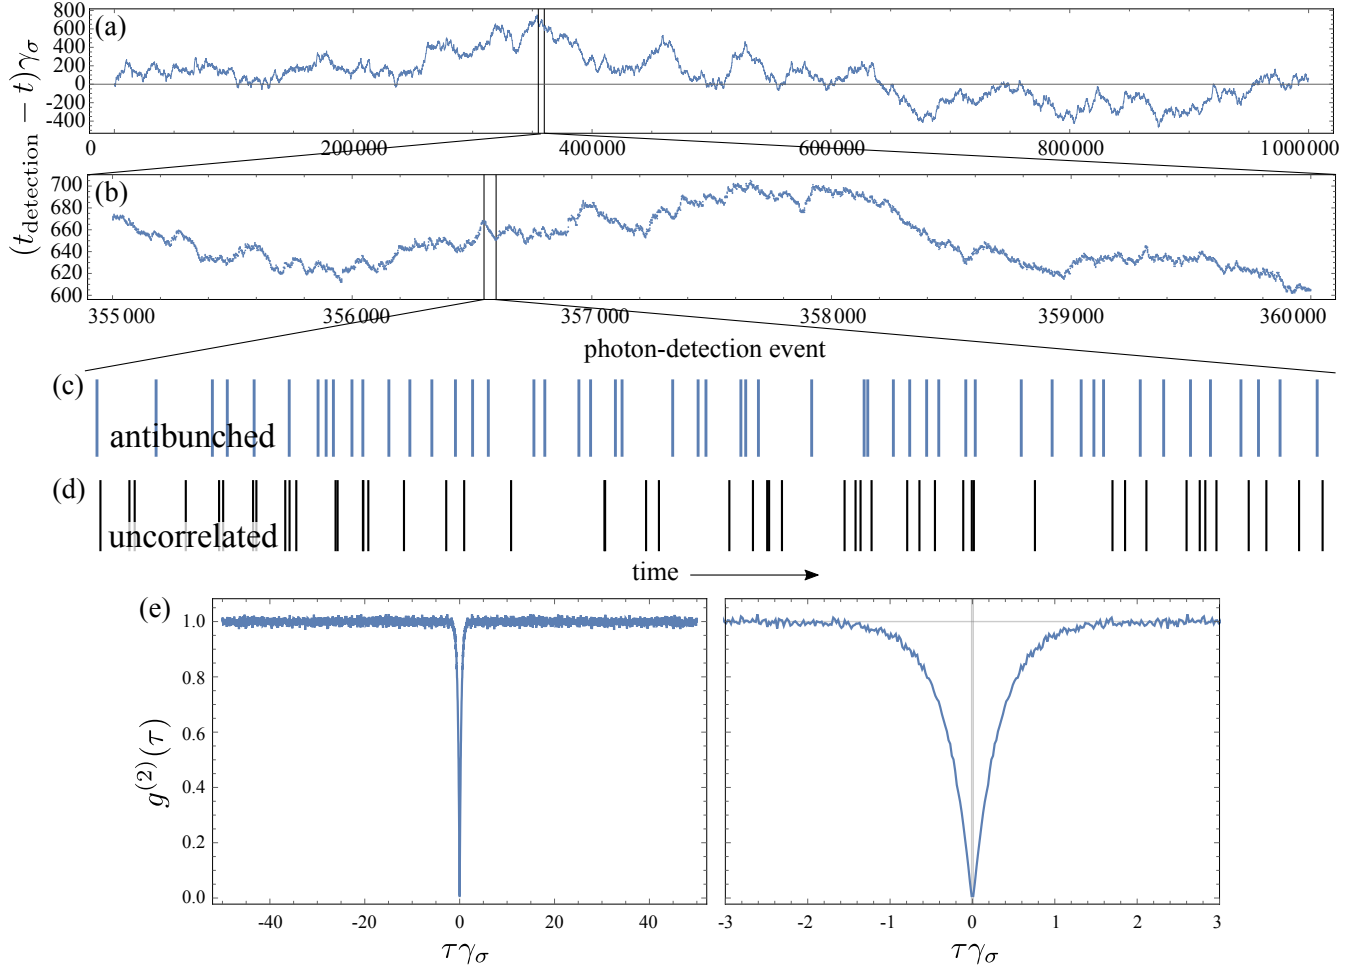 (a)
(t_detection − t)γ_σ
800
600
400
200
0
-200
-400
0 200000 400000 600000 800000 1000000
(b)
700
680
660
640
620
600
355000 356000 357000 358000 359000 360000
photon-detection event
(c)
antibunched
(d)
uncorrelated
time
(e)
g^(2)(τ)
1.0
0.8
0.6
0.4
0.2
0.0
-40 -20 0 20 40
τγ_σ
-3 -2 -1 0 1 2 3
τγ_σ